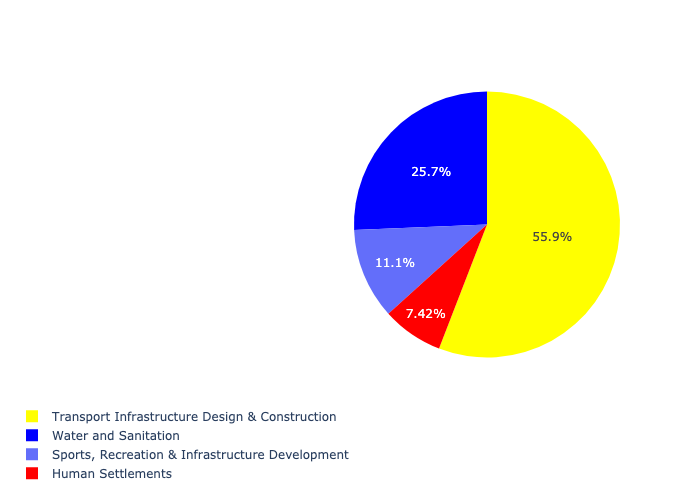 25.7%
55.9%
11.1%
7.42%
Transport Infrastructure Design & Construction
Water and Sanitation
Sports, Recreation & Infrastructure Development
Human Settlements